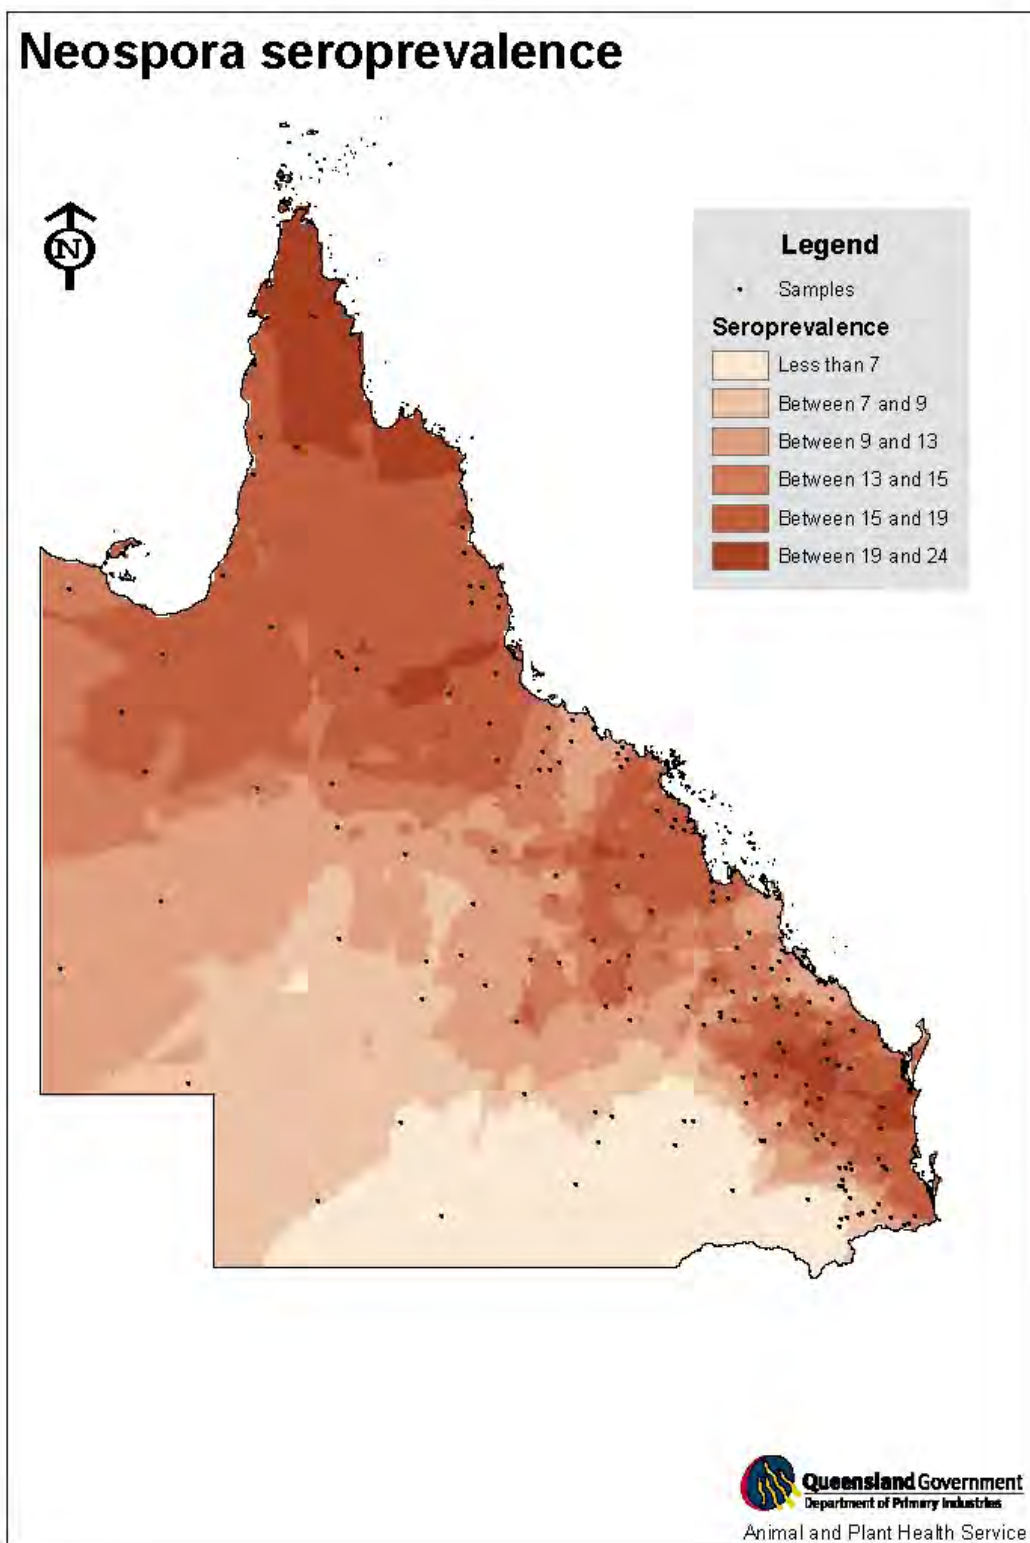 Neospora seroprevalence
N
Legend
Samples
Seroprevalence
Less than 7
Between 7 and 9
Between 9 and 13
Between 13 and 15
Between 15 and 19
Between 19 and 24
Queensland Government
Department of Primary Industries
Animal and Plant Health Service